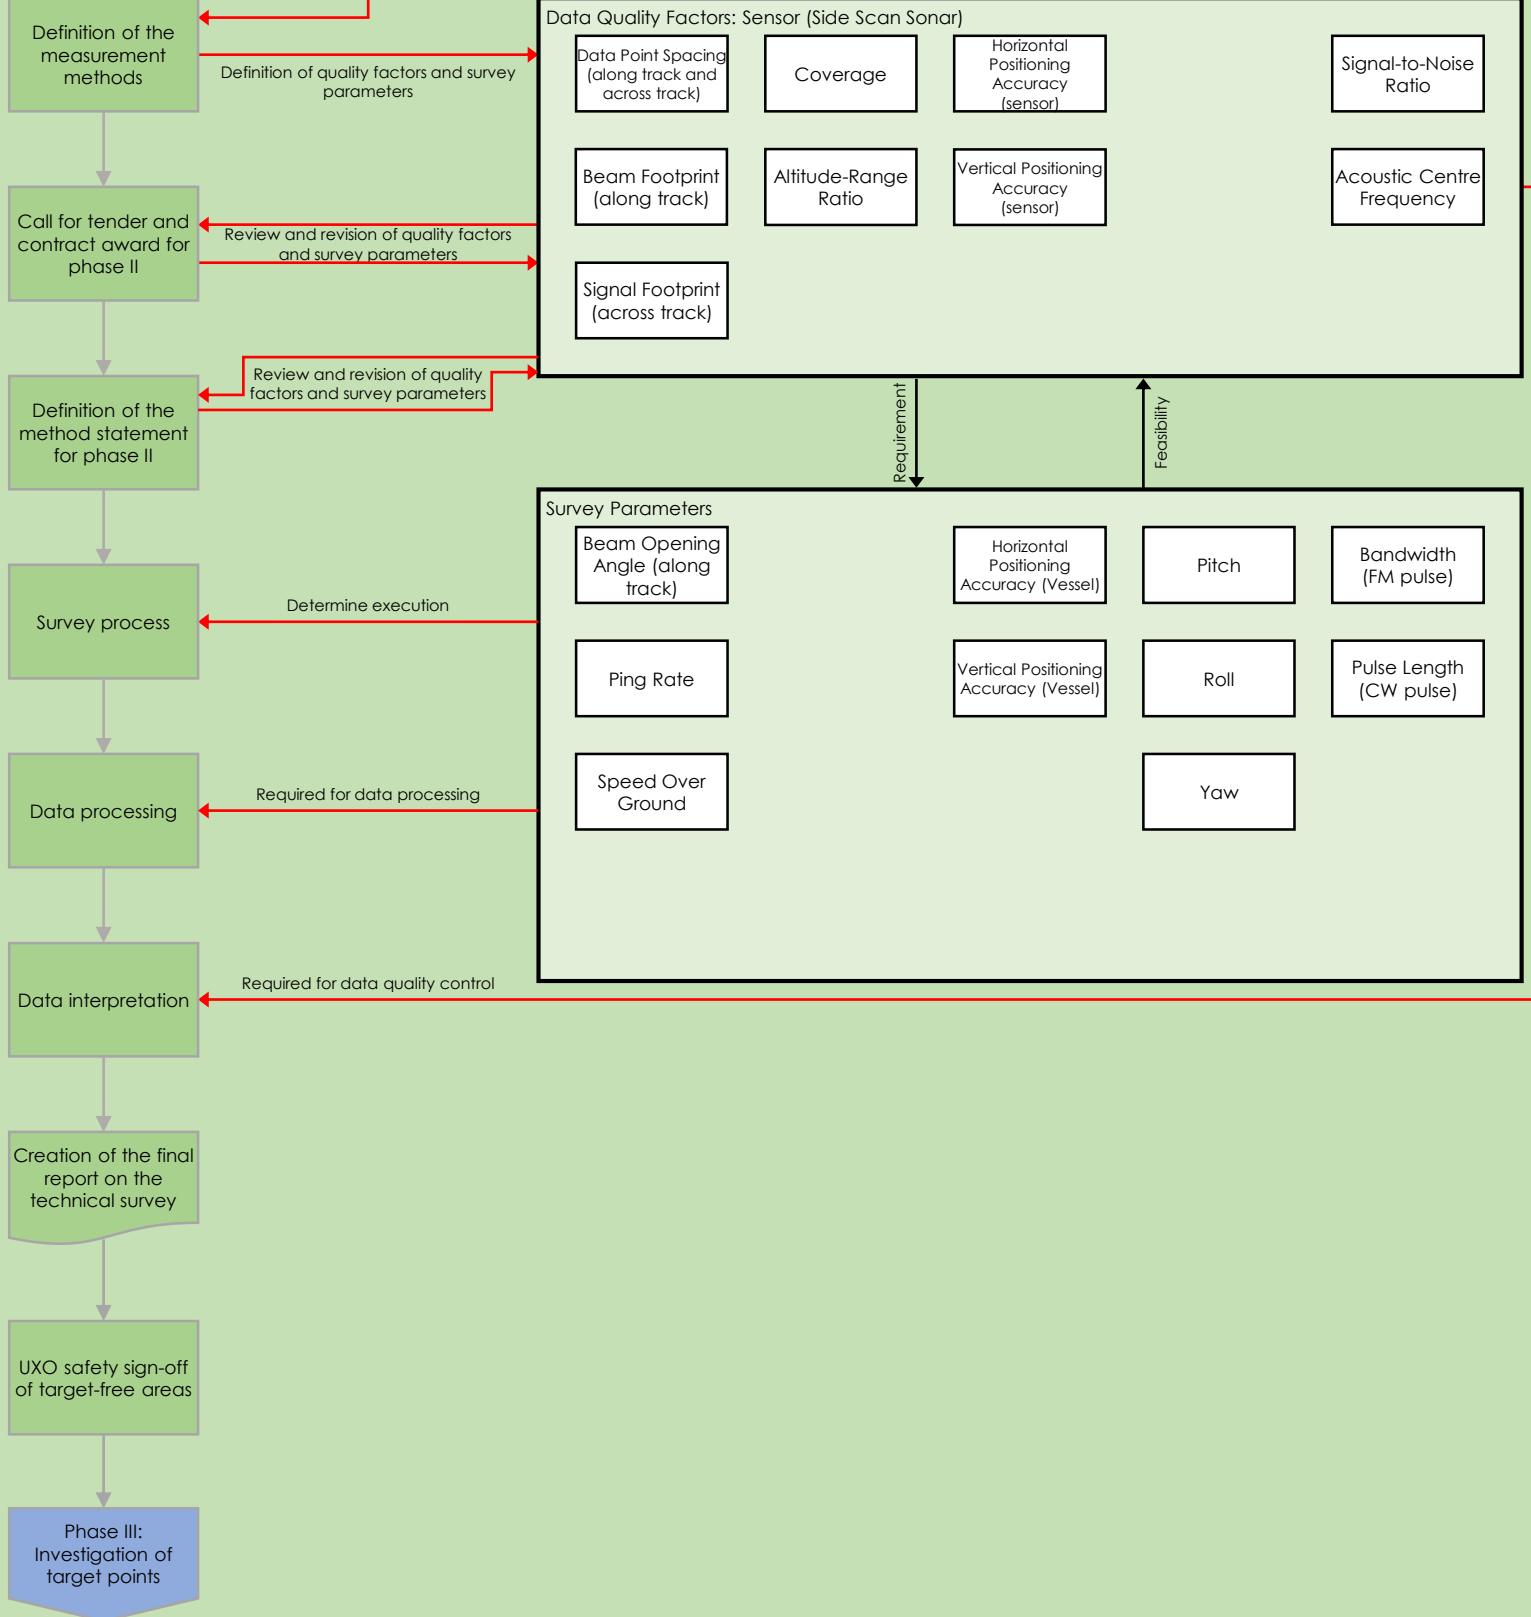 Definition of the
measurement
methods
Definition of quality factors and survey
parameters
Call for tender and
contract award for
phase II
Review and revision of quality factors
and survey parameters
Definition of the
method statement
for phase II
Review and revision of quality
factors and survey parameters
Survey process
Determine execution
Data processing
Required for data processing
Data interpretation
Required for data quality control
Creation of the final
report on the
technical survey
UXO safety sign-off
of target-free areas
Phase III:
Investigation of
target points
Data Quality Factors: Sensor (Side Scan Sonar)
Data Point Spacing
(along track and
across track)
Coverage
Horizontal
Positioning
Accuracy
(sensor)
Signal-to-Noise
Ratio
Beam Footprint
(along track)
Altitude-Range
Ratio
Vertical Positioning
Accuracy
(sensor)
Acoustic Centre
Frequency
Signal Footprint
(across track)
Requirement
Feasibility
Survey Parameters
Beam Opening
Angle (along
track)
Horizontal
Positioning
Accuracy (Vessel)
Pitch
Bandwidth
(FM pulse)
Ping Rate
Vertical Positioning
Accuracy (Vessel)
Roll
Pulse Length
(CW pulse)
Speed Over
Ground
Yaw